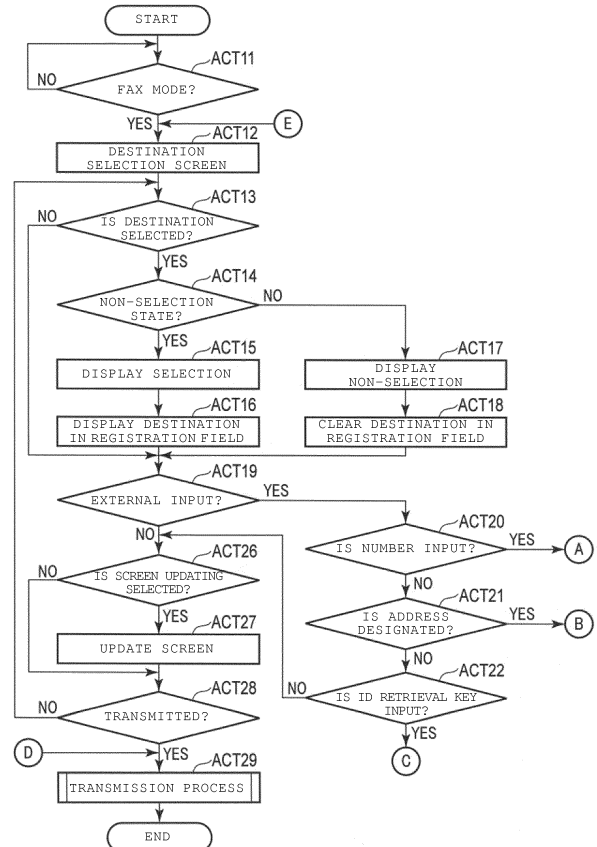 START
ACT11
NO
FAX MODE?
YES
E
ACT12
DESTINATION
SELECTION SCREEN
ACT13
NO
IS DESTINATION
SELECTED?
YES
ACT14
NO
NON-SELECTION
STATE?
YES
ACT15
DISPLAY SELECTION
ACT17
DISPLAY
NON-SELECTION
ACT16
DISPLAY DESTINATION
IN REGISTRATION FIELD
ACT18
CLEAR DESTINATION IN
REGISTRATION FIELD
ACT19
YES
EXTERNAL INPUT?
NO
ACT20
IS NUMBER INPUT?
YES
A
NO
ACT26
NO
IS SCREEN UPDATING
SELECTED?
YES
ACT21
IS ADDRESS
DESIGNATED?
YES
B
NO
ACT27
UPDATE SCREEN
ACT22
NO
IS ID RETRIEVAL KEY
INPUT?
YES
C
ACT28
NO
TRANSMITTED?
YES
D
ACT29
TRANSMISSION PROCESS
END